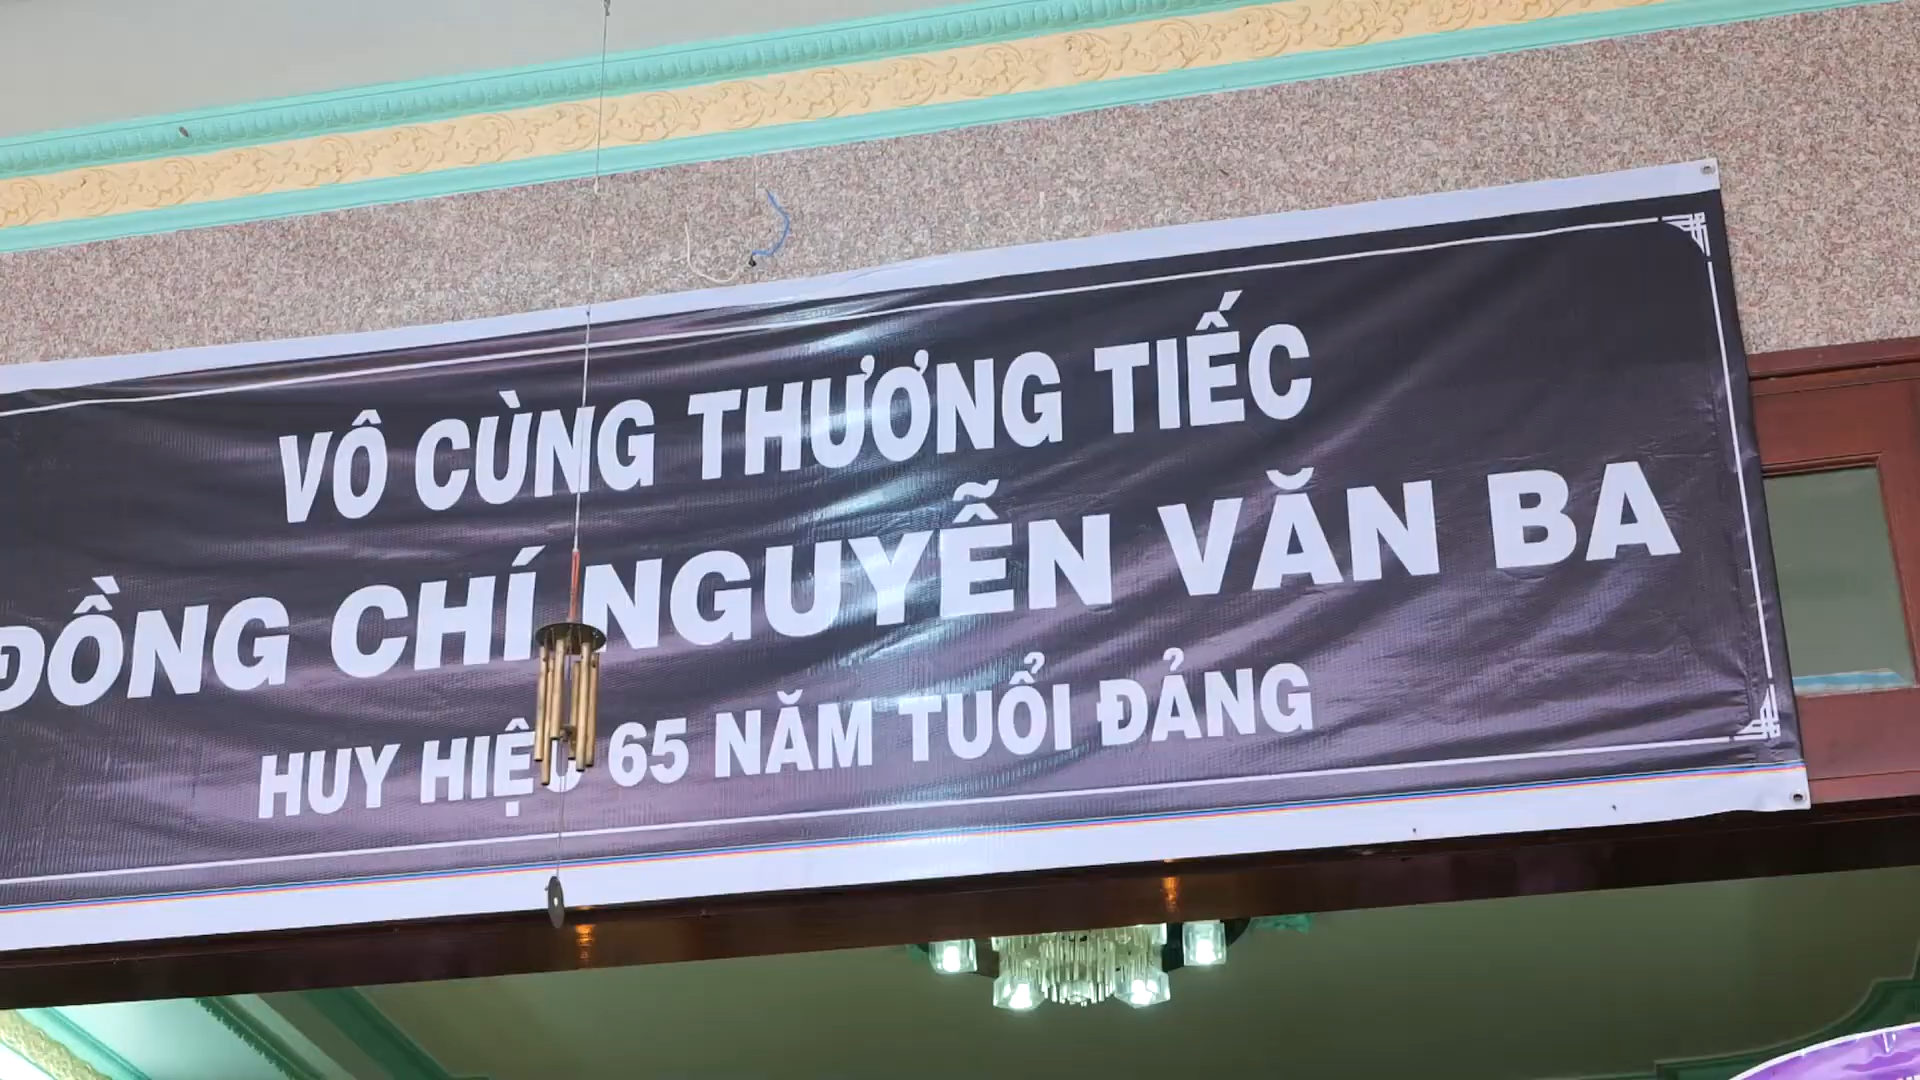 VÔ CÙNG THƯƠNG TIẾC
ĐỒNG CHÍ NGUYỄN VĂN BA
HUY HIỆU 65 NĂM TUỔI ĐẢNG